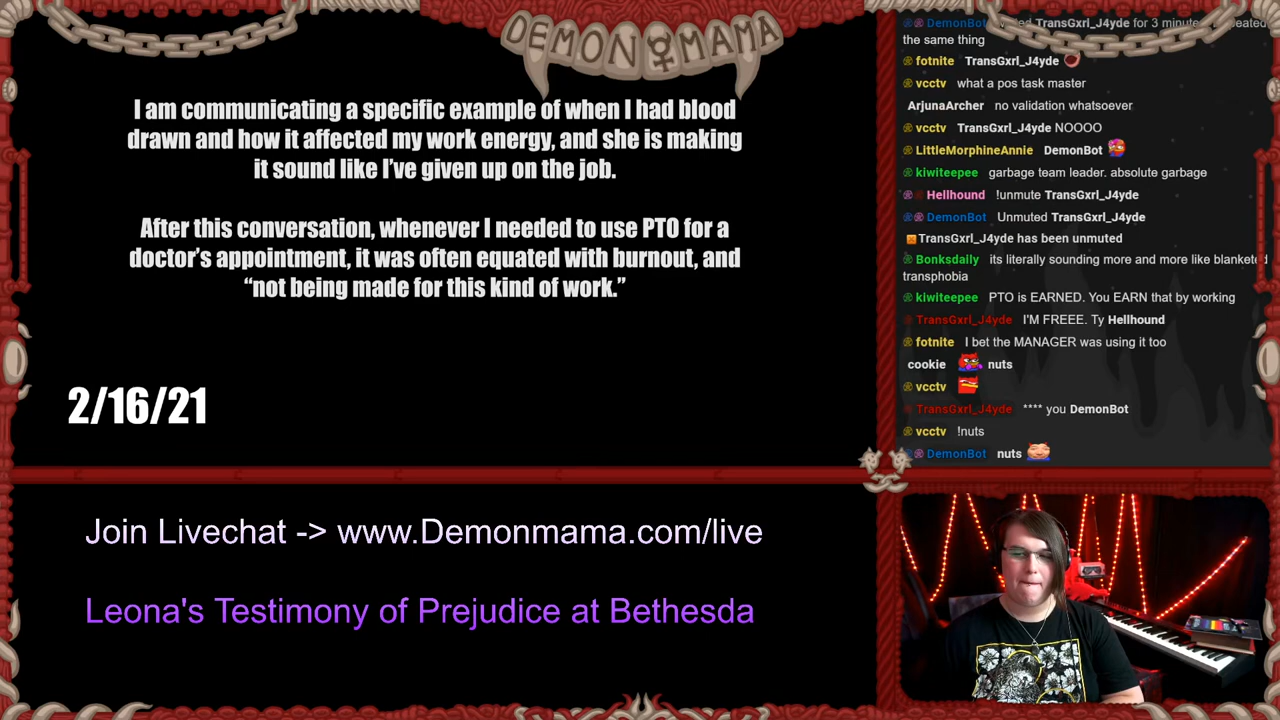 DEMON MAMA
I am communicating a specific example of when I had blood
drawn and how it affected my work energy, and she is making
it sound like I’ve given up on the job.
After this conversation, whenever I needed to use PTO for a
doctor’s appointment, it was often equated with burnout, and
“not being made for this kind of work.”
2/16/21
Join Livechat -> www.Demonmama.com/live
Leona's Testimony of Prejudice at Bethesda
DemonBot TransGxrl_J4yde for 3
the same thing
fotnite TransGxrl_J4yde
vcctv what a pos task master
ArjunaArcher no validation whatsoever
vcctv TransGxrl_J4yde NOOOO
LittleMorphineAnnie DemonBot
kiwiteepee garbage team leader. absolute garbage
Hellhound !unmute TransGxrl_J4yde
DemonBot Unmuted TransGxrl_J4yde
TransGxrl_J4yde has been unmuted
Bonksdaily its literally sounding more and more like blanketed
transphobia
kiwiteepee PTO is EARNED. You EARN that by working
TransGxrl_J4yde I'M FREEE. Ty Hellhound
fotnite I bet the MANAGER was using it too
cookie nuts
vcctv
TransGxrl_J4yde **** you DemonBot
vcctv !nuts
DemonBot nuts